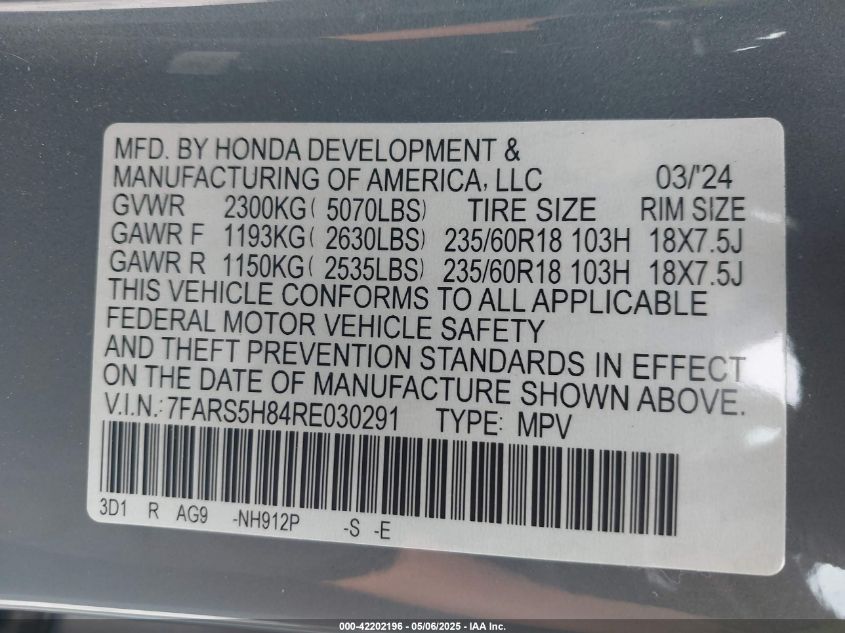 MFD. BY HONDA DEVELOPMENT &
MANUFACTURING OF AMERICA, LLC 03/'24
GVWR 2300KG( 5070LBS) TIRE SIZE RIM SIZE
GAWR F 1193KG( 2630LBS) 235/60R18 103H 18X7.5J
GAWR R 1150KG( 2535LBS) 235/60R18 103H 18X7.5J
THIS VEHICLE CONFORMS TO ALL APPLICABLE
FEDERAL MOTOR VEHICLE SAFETY
AND THEFT PREVENTION STANDARDS IN EFFECT
ON THE DATE OF MANUFACTURE SHOWN ABOVE.
V.I.N.: 7FARS5H84RE030291 TYPE: MPV
3D1 R AG9 -NH912P -S -E
000-42202196 - 05/06/2025 - IAA Inc.